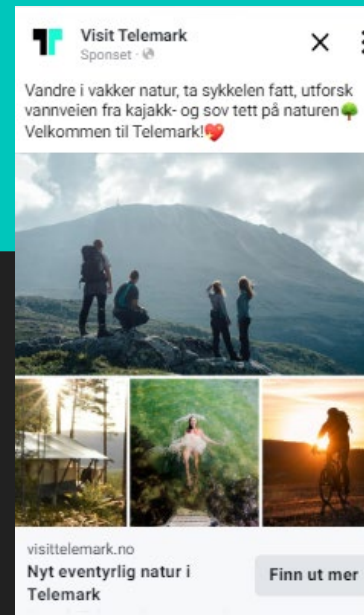 Visit Telemark
Sponset ·
Vandre i vakker natur, ta sykkelen fatt, utforsk
vannveien fra kajakk- og sov tett på naturen🌳
Velkommen til Telemark!💖
visittelemark.no
Nyt eventyrlig natur i
Telemark
Finn ut mer